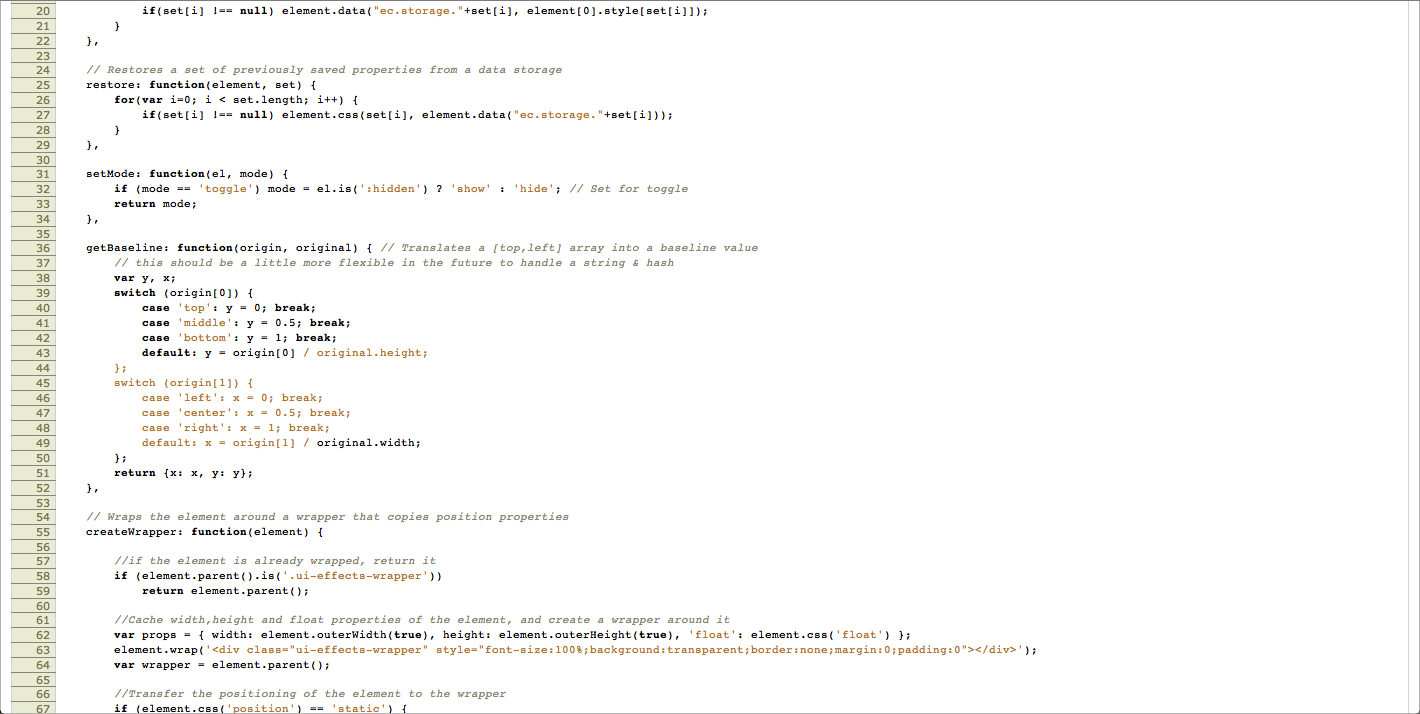 20 if(set[i] !== null) element.data("ec.storage."+set[i], element[0].style[set[i]]);
21 }
22 },
23
24 // Restores a set of previously saved properties from a data storage
25 restore: function(element, set) {
26 for(var i=0; i < set.length; i++) {
27 if(set[i] !== null) element.css(set[i], element.data("ec.storage."+set[i]));
28 }
29 },
30
31 setMode: function(el, mode) {
32 if (mode == 'toggle') mode = el.is(':hidden') ? 'show' : 'hide'; // Set for toggle
33 return mode;
34 },
35
36 getBaseline: function(origin, original) { // Translates a [top,left] array into a baseline value
37 // this should be a little more flexible in the future to handle a string & hash
38 var y, x;
39 switch (origin[0]) {
40 case 'top': y = 0; break;
41 case 'middle': y = 0.5; break;
42 case 'bottom': y = 1; break;
43 default: y = origin[0] / original.height;
44 };
45 switch (origin[1]) {
46 case 'left': x = 0; break;
47 case 'center': x = 0.5; break;
48 case 'right': x = 1; break;
49 default: x = origin[1] / original.width;
50 };
51 return {x: x, y: y};
52 },
53
54 // Wraps the element around a wrapper that copies position properties
55 createWrapper: function(element) {
56
57 //if the element is already wrapped, return it
58 if (element.parent().is('.ui-effects-wrapper'))
59 return element.parent();
60
61 //Cache width,height and float properties of the element, and create a wrapper around it
62 var props = { width: element.outerWidth(true), height: element.outerHeight(true), 'float': element.css('float') };
63 element.wrap('<div class="ui-effects-wrapper" style="font-size:100%;background:transparent;border:none;margin:0;padding:0"></div>');
64 var wrapper = element.parent();
65
66 //Transfer the positioning of the element to the wrapper
67 if (element.css('position') == 'static') {